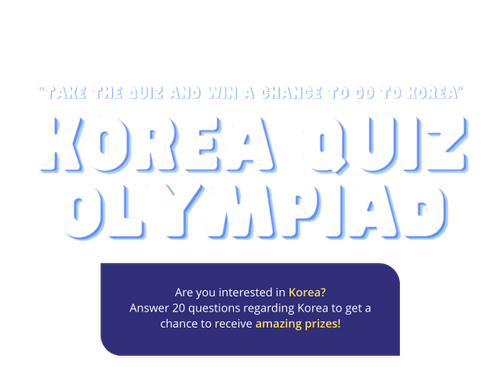 "TAKE THE QUIZ AND WIN A CHANCE TO GO TO KOREA"
KOREA QUIZ
OLYMPIAD
Are you interested in Korea?
Answer 20 questions regarding Korea to get a
chance to receive amazing prizes!